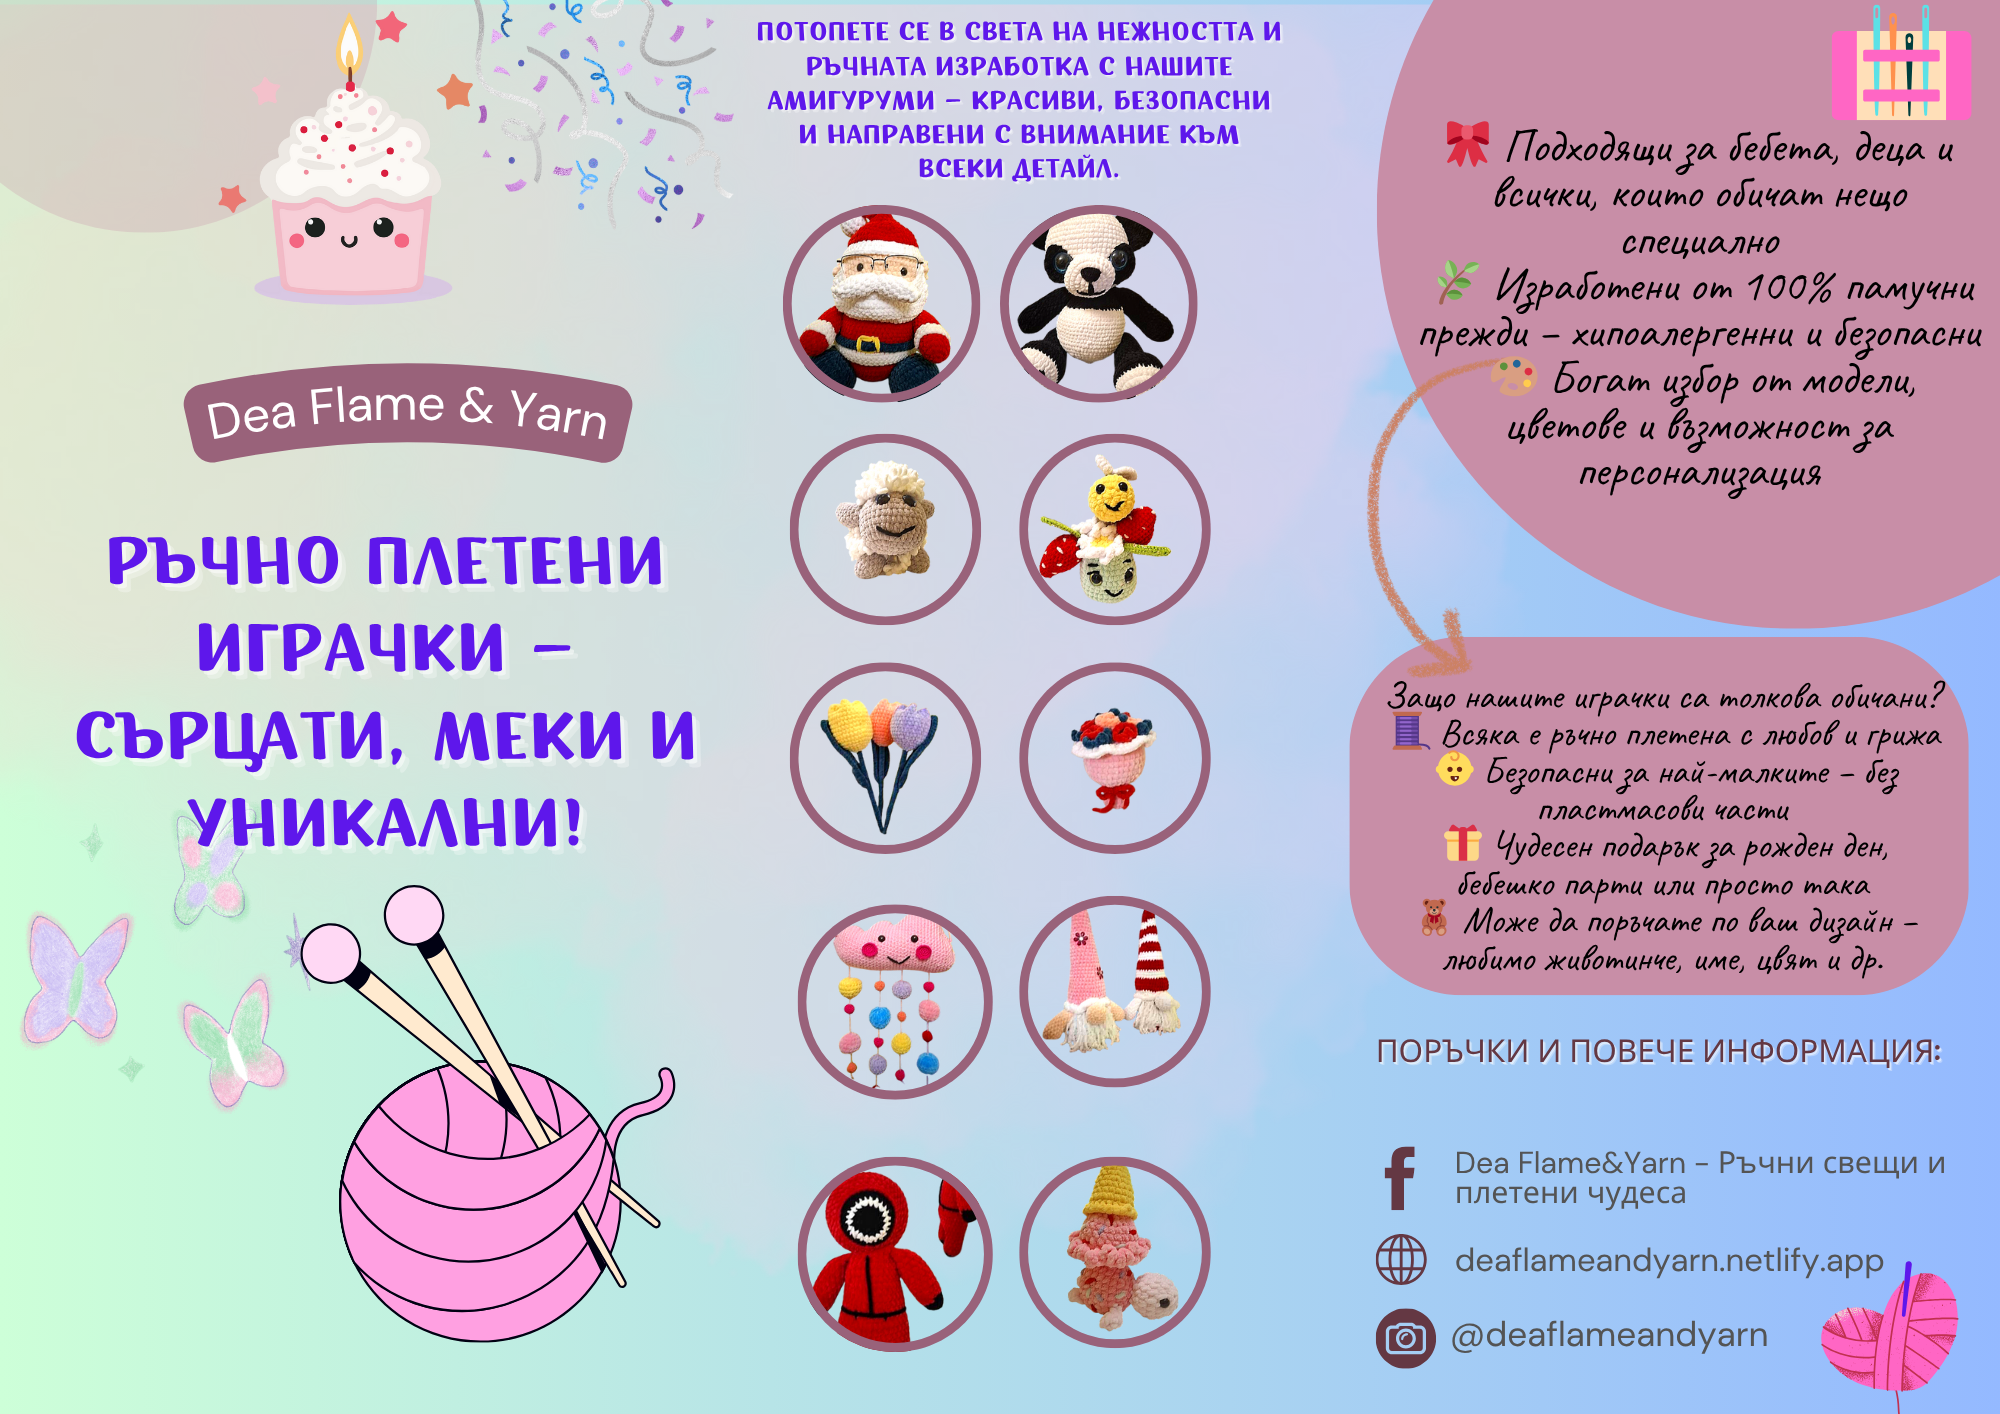 Dea Flame & Yarn
РЪЧНО ПЛЕТЕНИ
ИГРАЧКИ –
СЪРЦАТИ, МЕКИ И
УНИКАЛНИ!
ПОТОПЕТЕ СЕ В СВЕТА НА НЕЖНОСТТА И
РЪЧНАТА ИЗРАБОТКА С НАШИТЕ
АМИГУРУМИ – КРАСИВИ, БЕЗОПАСНИ
И НАПРАВЕНИ С ВНИМАНИЕ КЪМ
ВСЕКИ ДЕТАЙЛ.
Подходящи за бебета, деца и
всички, които обичат нещо
специално
Изработени от 100% памучни
прежди – хипоалергенни и безопасни
Богат избор от модели,
цветове и възможност за
персонализация
Защо нашите играчки са толкова обичани?
Всяка е ръчно плетена с любов и грижа
Безопасни за най-малките – без
пластмасови части
Чудесен подарък за рожден ден,
бебешко парти или просто така
Може да поръчате по ваш дизайн –
любимо животинче, име, цвят и др.
ПОРЪЧКИ И ПОВЕЧЕ ИНФОРМАЦИЯ:
Dea Flame&Yarn - Ръчни свещи и
плетени чудеса
deaflameandyarn.netlify.app
@deaflameandyarn